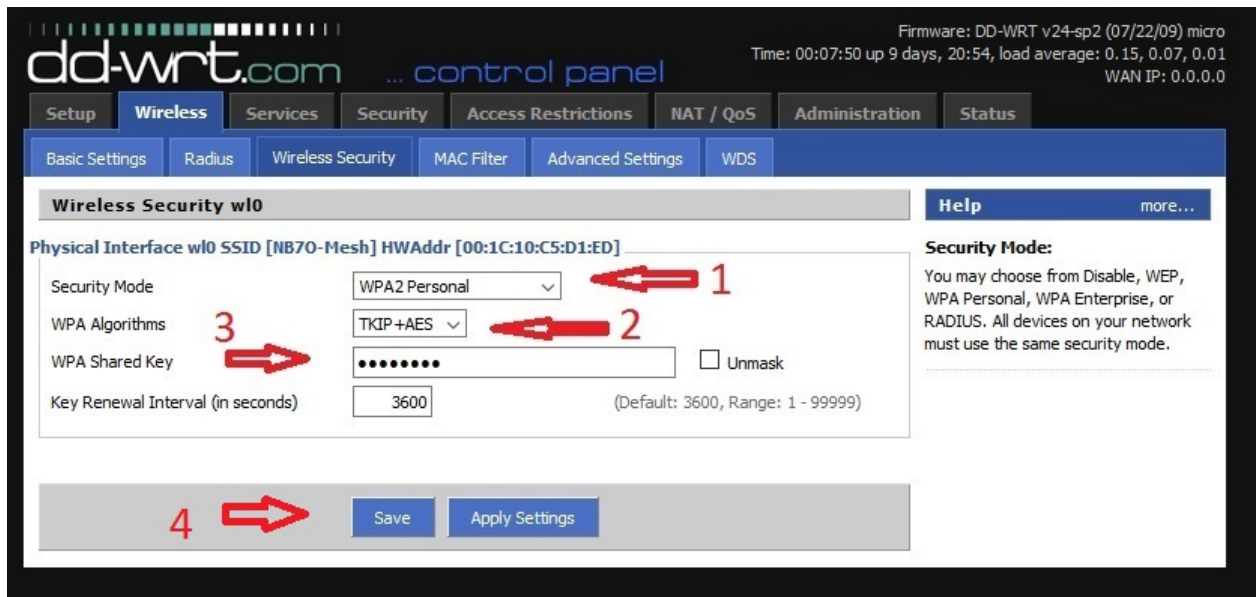 Firmware: DD-WRT v24-sp2 (07/22/09) micro
Time: 00:07:50 up 9 days, 20:54, load average: 0.15, 0.07, 0.01
WAN IP: 0.0.0.0
dd-wrt.com ... control panel
Setup Wireless Services Security Access Restrictions NAT / QoS Administration Status
Basic Settings Radius Wireless Security MAC Filter Advanced Settings WDS
Wireless Security wl0
Physical Interface wl0 SSID [NB7O-Mesh] HWAddr [00:1C:10:C5:D1:ED]
Security Mode WPA2 Personal 1
WPA Algorithms TKIP+AES 2
3
WPA Shared Key •••••••• Unmask
Key Renewal Interval (in seconds) 3600 (Default: 3600, Range: 1 - 99999)
4 Save Apply Settings
Help more...
Security Mode:
You may choose from Disable, WEP,
WPA Personal, WPA Enterprise, or
RADIUS. All devices on your network
must use the same security mode.